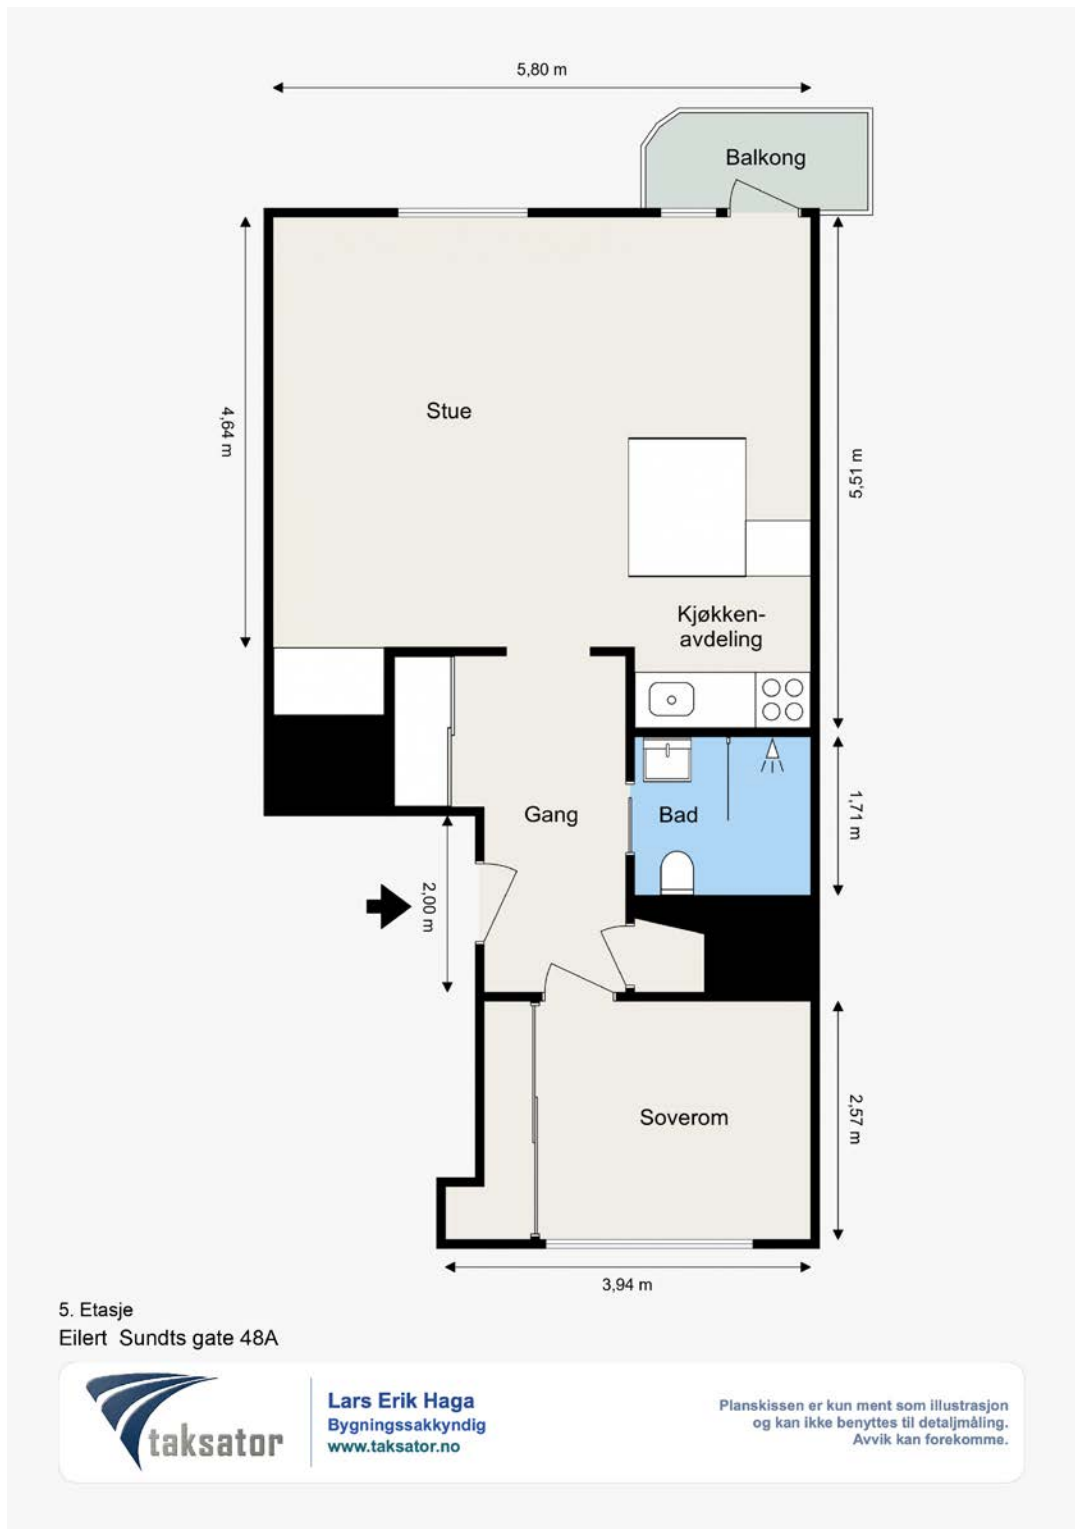 5,80 m
Balkong
Stue
4,64 m
5,51 m
Kjøkken-
avdeling
Gang
Bad
1,71 m
2,00 m
Soverom
2,57 m
3,94 m
5. Etasje
Eilert Sundts gate 48A
taksator
Lars Erik Haga
Bygningssakkyndig
www.taksator.no
Planskissen er kun ment som illustrasjon
og kan ikke benyttes til detaljmåling.
Avvik kan forekomme.